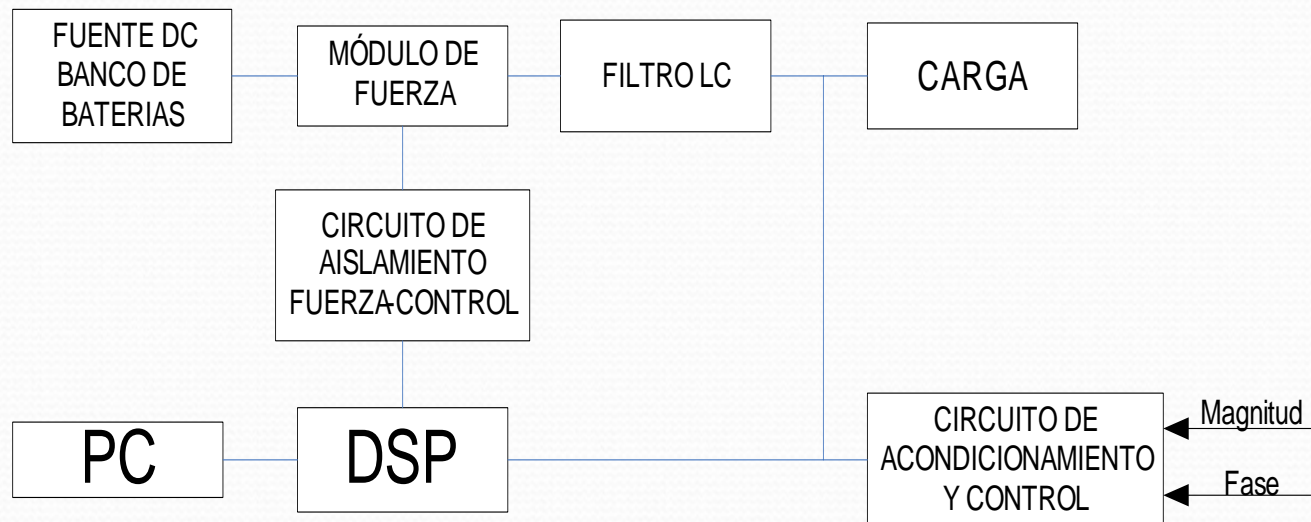 FUENTE DC
BANCO DE
BATERIAS
MÓDULO DE
FUERZA
FILTRO LC
CARGA
CIRCUITO DE
AISLAMIENTO
FUERZA-CONTROL
PC
DSP
CIRCUITO DE
ACONDICIONAMIENTO
Y CONTROL
Magnitud
Fase